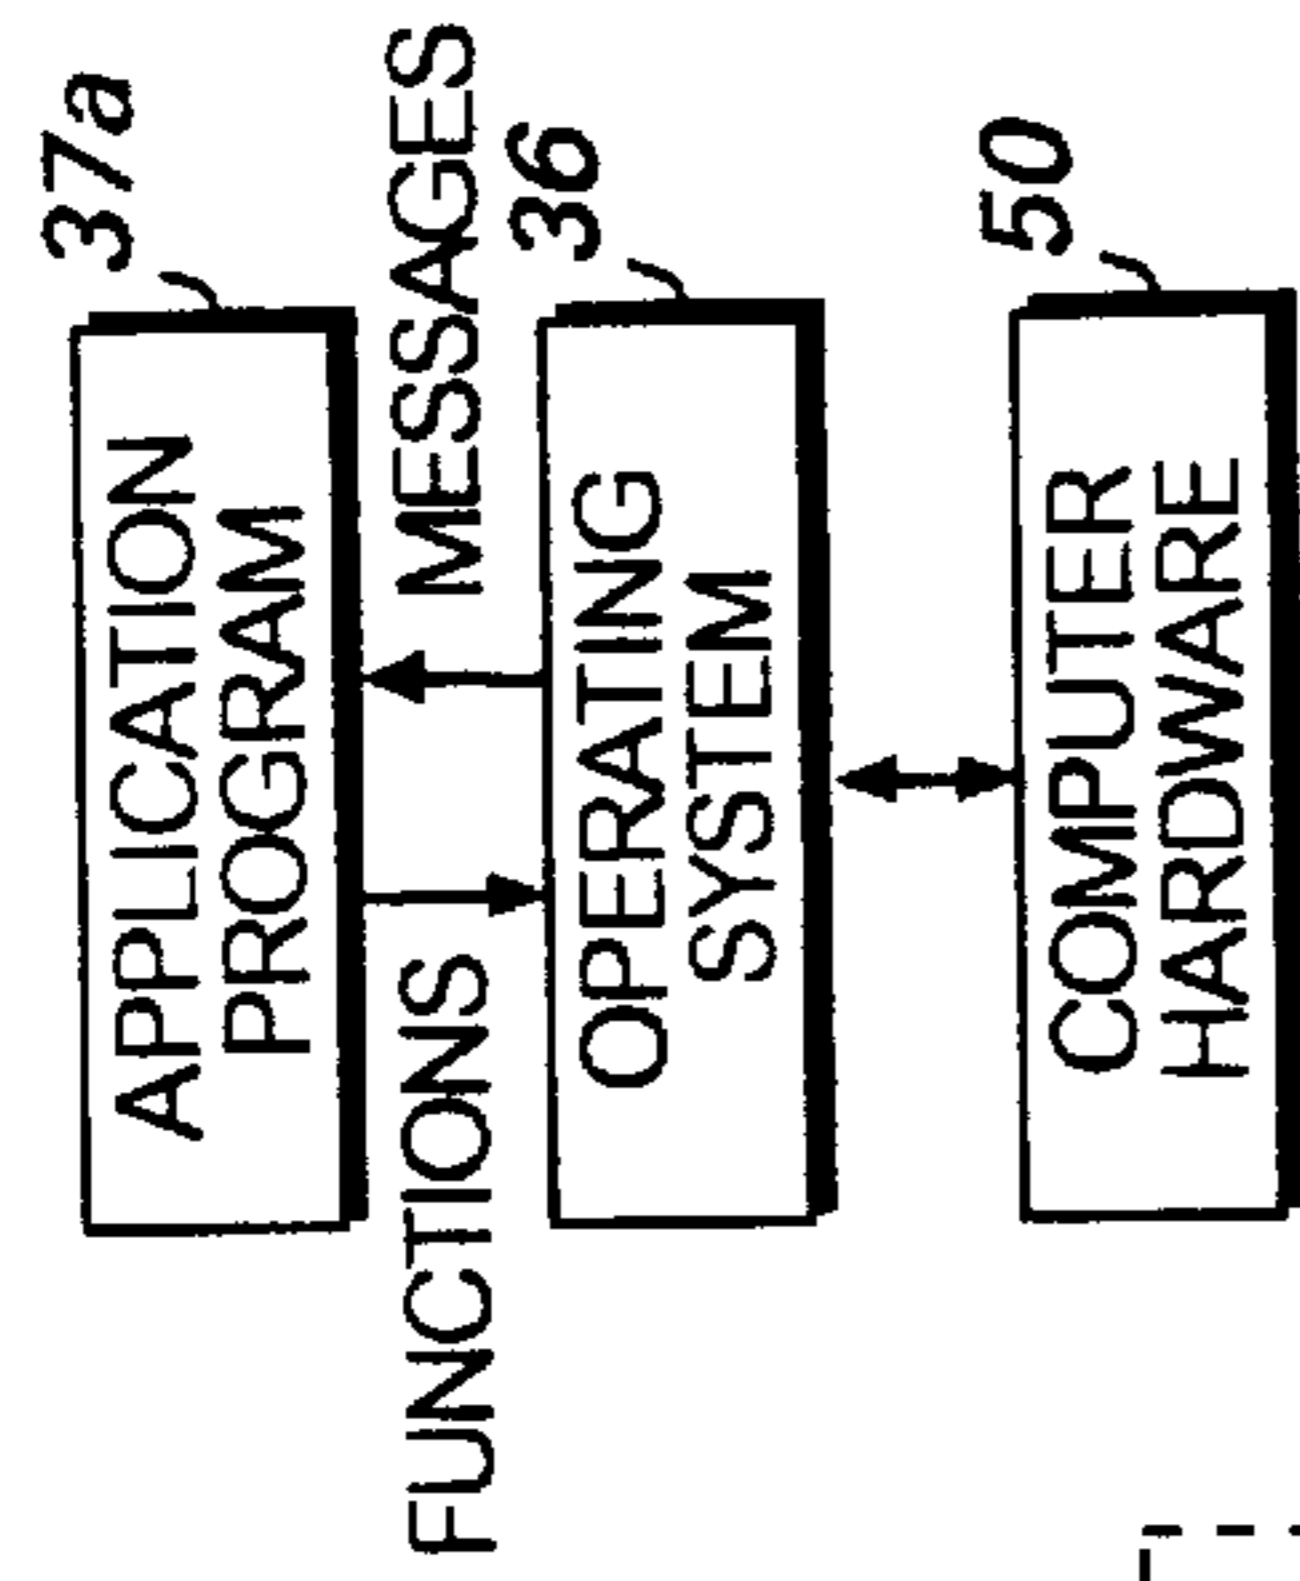 37a
APPLICATION
PROGRAM
FUNCTIONS
MESSAGES
36
OPERATING
SYSTEM
50
COMPUTER
HARDWARE